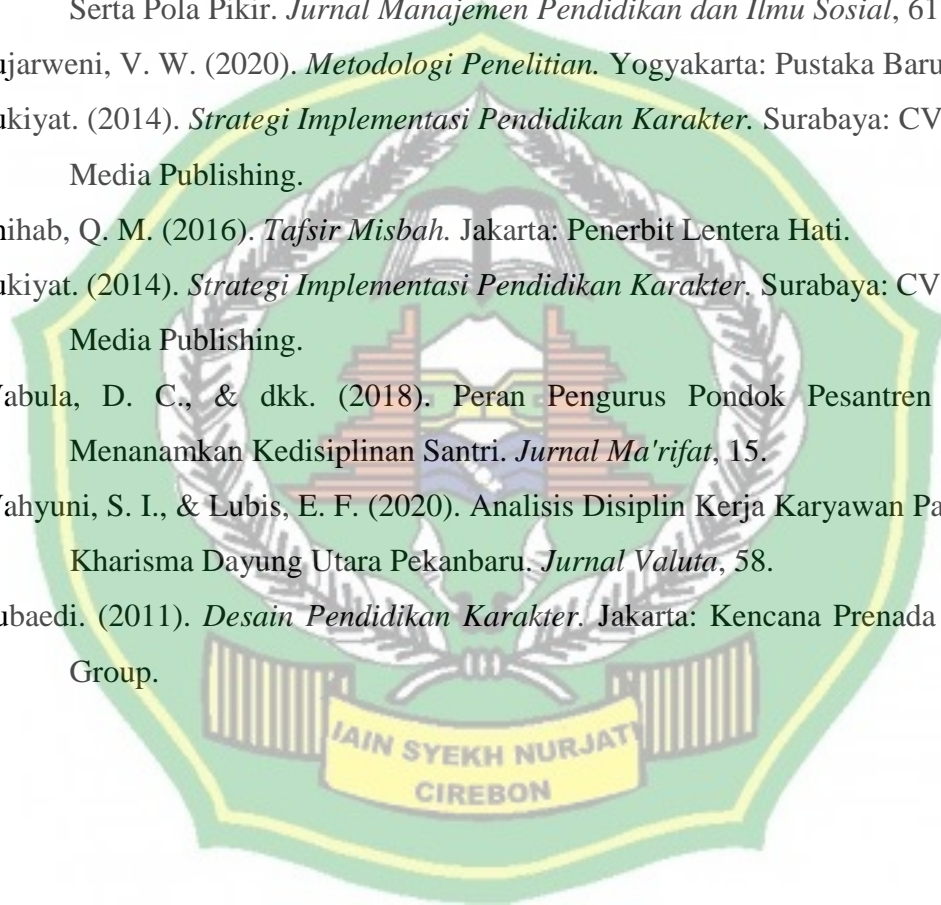 Serta Pola Pikir. Jurnal Manajemen Pendidikan dan Ilmu Sosial, 61
ujarweni, V. W. (2020). Metodologi Penelitian. Yogyakarta: Pustaka Baru
ukiyat. (2014). Strategi Implementasi Pendidikan Karakter. Surabaya: CV
Media Publishing.
hihab, Q. M. (2016). Tafsir Misbah. Jakarta: Penerbit Lentera Hati.
ukiyat. (2014). Strategi Implementasi Pendidikan Karakter. Surabaya: CV
Media Publishing.
abula, D. C., & dkk. (2018). Peran Pengurus Pondok Pesantren
Menanamkan Kedisiplinan Santri. Jurnal Ma'rifat, 15.
ahyuni, S. I., & Lubis, E. F. (2020). Analisis Disiplin Kerja Karyawan Pa
Kharisma Dayung Utara Pekanbaru. Jurnal Valuta, 58.
ubaedi. (2011). Desain Pendidikan Karakter. Jakarta: Kencana Prenada
Group.
IAIN SYEKH NURJATI
CIREBON